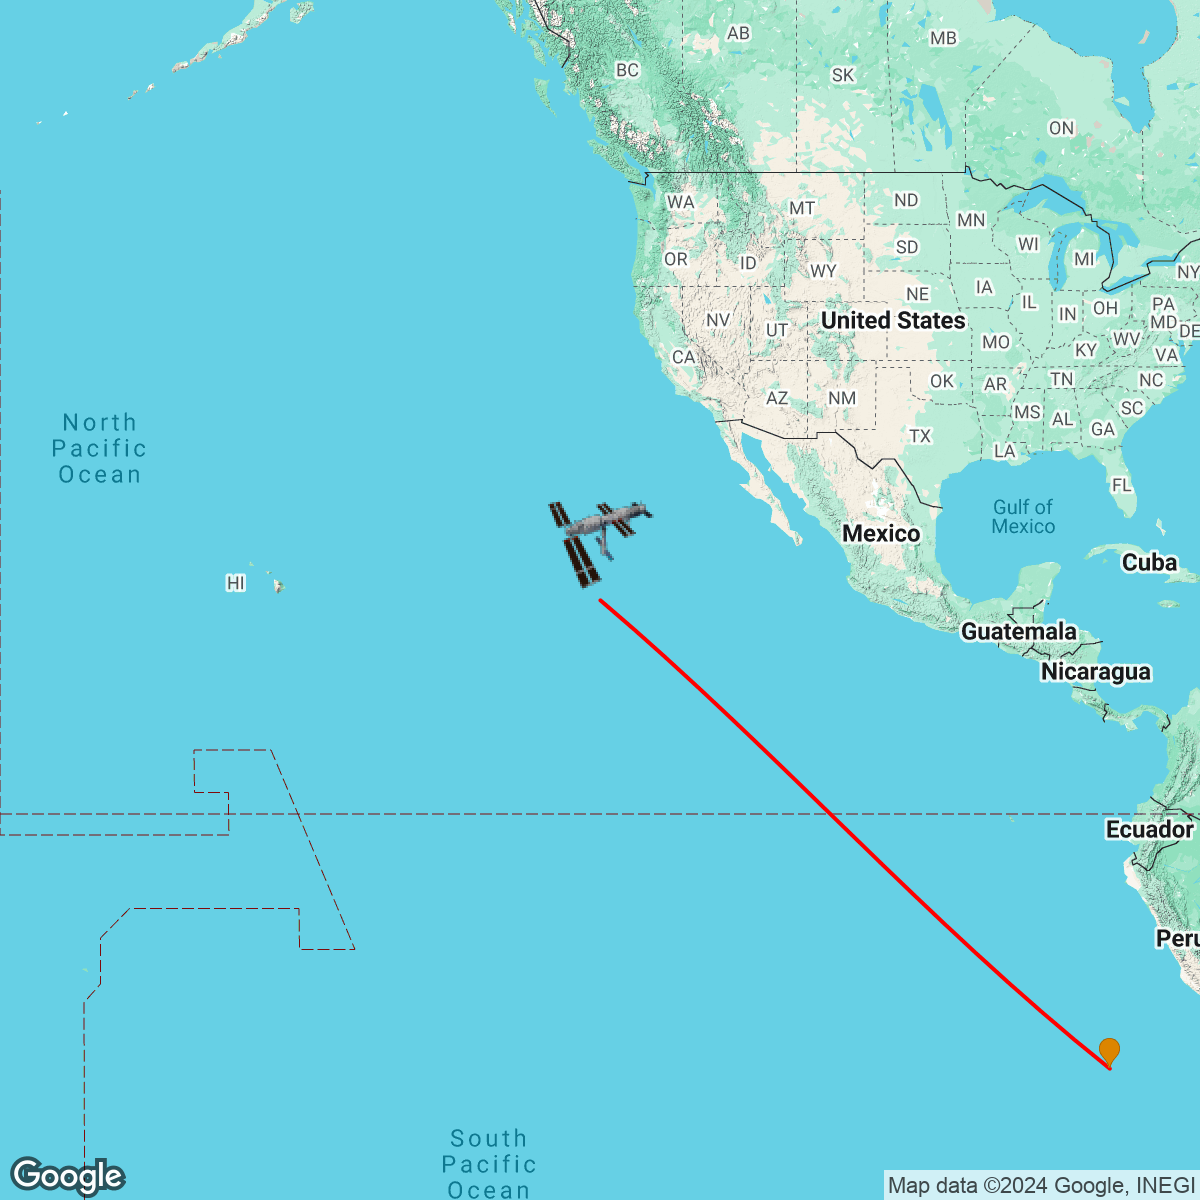 AB
MB
BC
SK
ON
WA
MT
ND
MN
OR
ID
SD
WI
MI
WY
NE
IA
IL
IN
OH
PA
NY
NV
UT
United States
MO
KY
WV
MD
DE
VA
CA
AZ
NM
OK
AR
TN
NC
MS
AL
GA
SC
TX
LA
FL
North
Pacific
Ocean
Gulf of
Mexico
Mexico
Cuba
HI
Guatemala
Nicaragua
Ecuador
Peru
South
Pacific
Ocean
Google
Map data ©2024 Google, INEGI